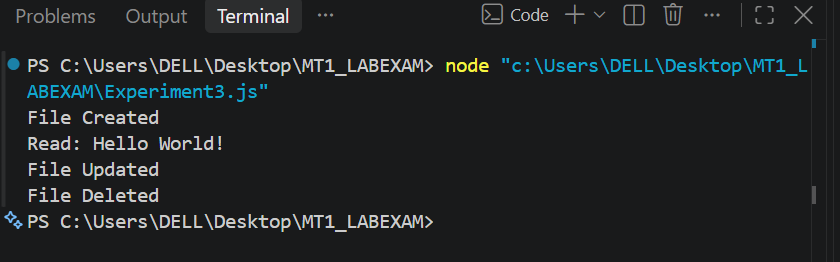 Problems Output Terminal ··· Code ···
PS C:\Users\DELL\Desktop\MT1_LABEXAM> node "c:\Users\DELL\Desktop\MT1_L
ABEXAM\Experiment3.js"
File Created
Read: Hello World!
File Updated
File Deleted
PS C:\Users\DELL\Desktop\MT1_LABEXAM>